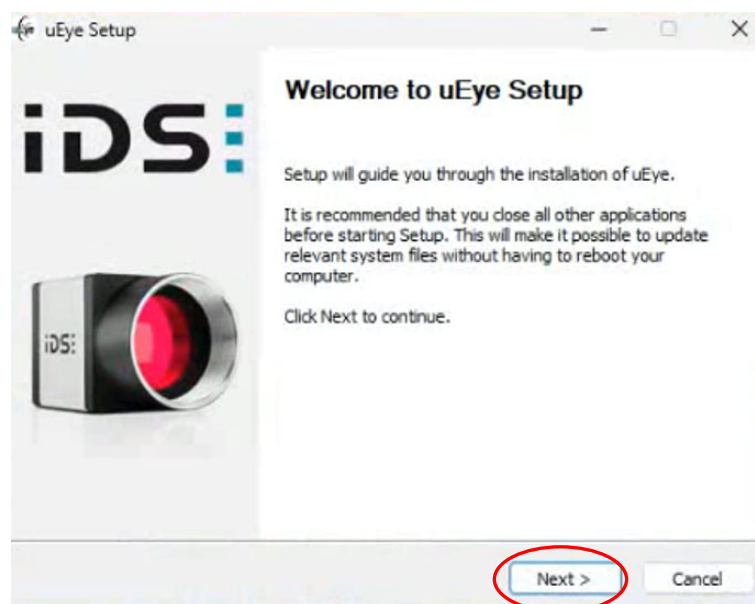 uEye Setup
iDS:
Welcome to uEye Setup
Setup will guide you through the installation of uEye.
It is recommended that you close all other applications
before starting Setup. This will make it possible to update
relevant system files without having to reboot your
computer.
Click Next to continue.
iDS:
Next >
Cancel